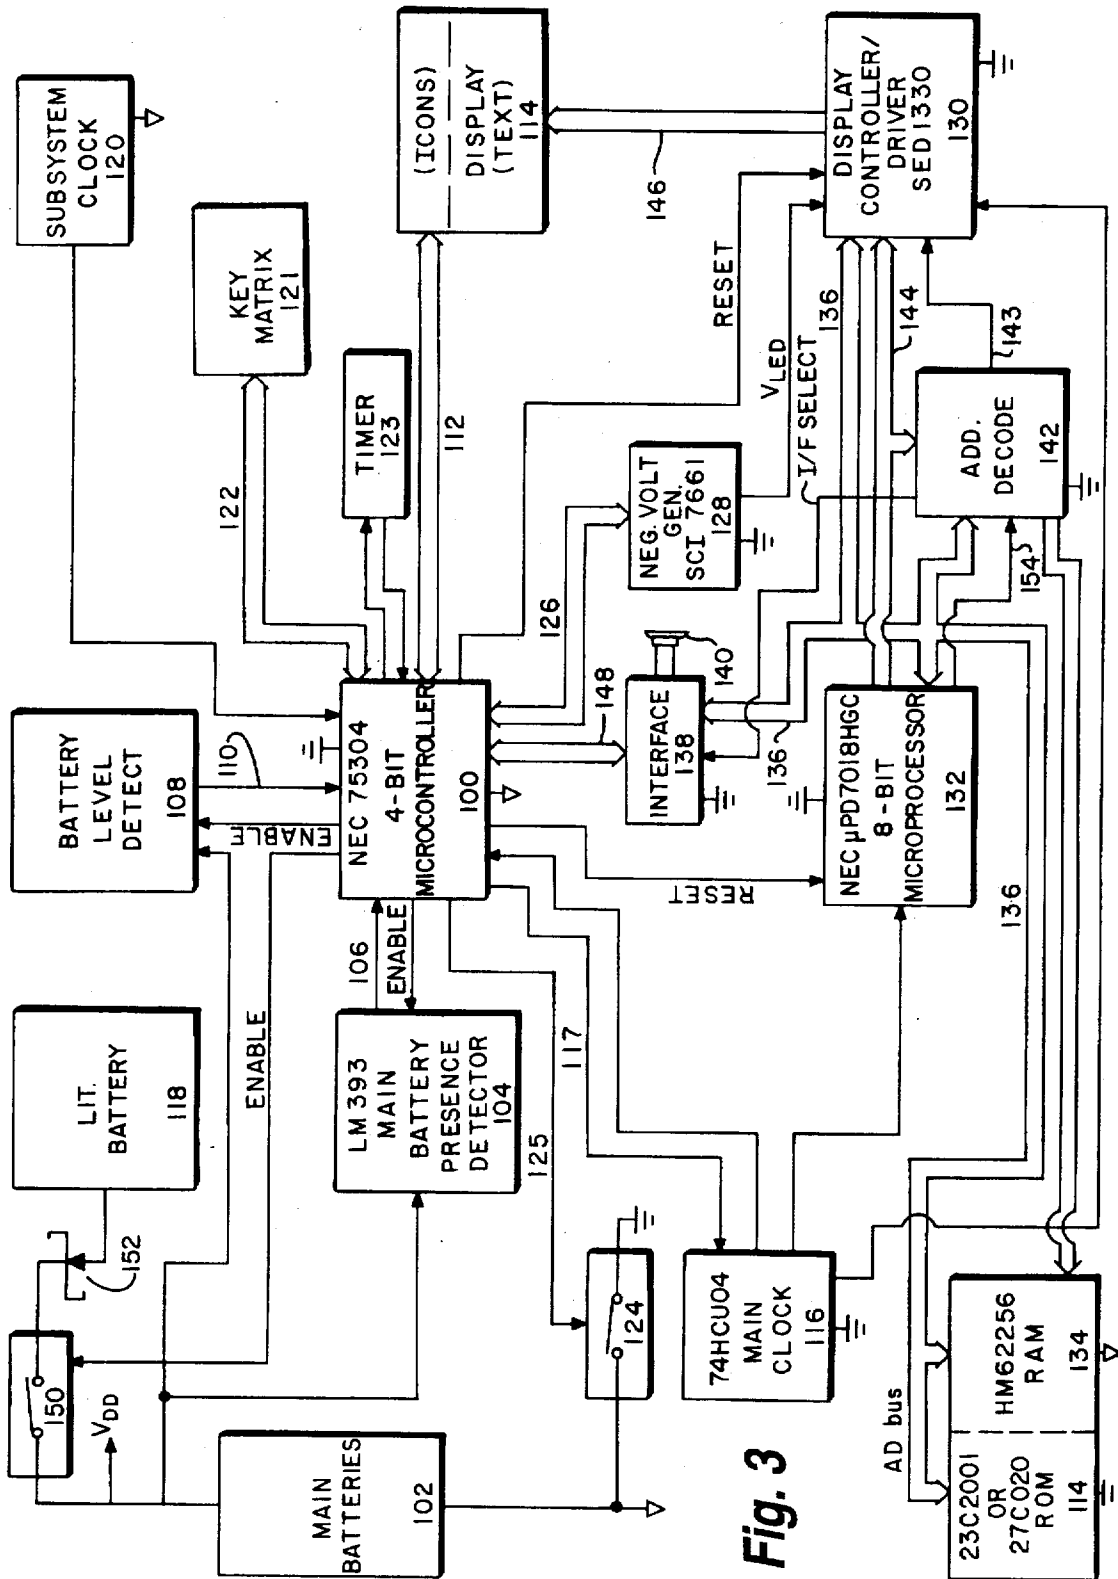 SUBSYSTEM
CLOCK
120
KEY
MATRIX
121
122
TIMER
123
(ICONS)
DISPLAY
(TEXT)
114
112
146
DISPLAY
CONTROLLER/
DRIVER
SED1330
130
RESET
VLED
I/F SELECT
136
144
143
BATTERY
LEVEL
DETECT
108
110
ENABLE
ENABLE
NEC 75304
4-BIT
MICROCONTROLLER
100
126
NEG. VOLT
GEN.
SCI 7661
128
148
INTERFACE
138
140
136
ADD.
DECODE
142
154
LIT.
BATTERY
118
152
150
VDD
106
ENABLE
LM393
MAIN
BATTERY
PRESENCE
DETECTOR
104
125
117
RESET
NEC µPD7018HGC
8-BIT
MICROPROCESSOR
132
136
MAIN
BATTERIES
102
124
74HCU04
MAIN
CLOCK
116
AD bus
23C2001
OR
27C020
ROM
114
HM62256
RAM
134
Fig. 3